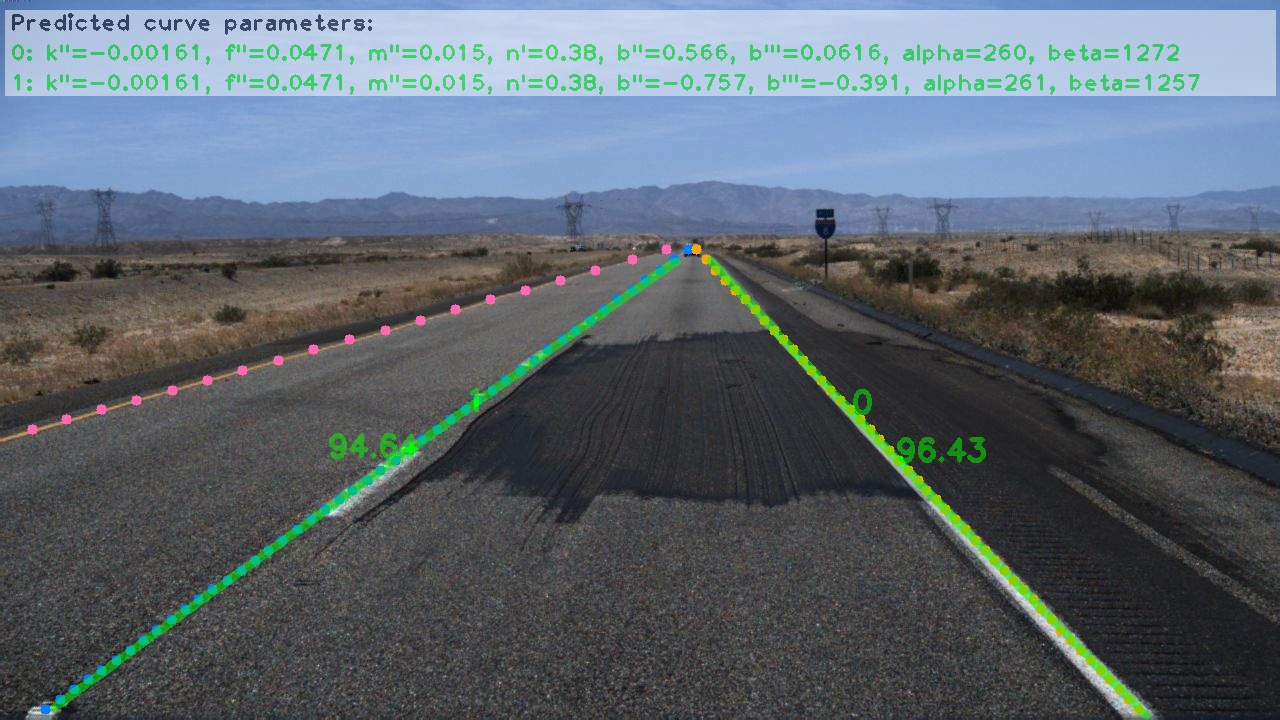 Predicted curve parameters:
0: k''=-0.00161, f''=0.0471, m''=0.015, n'=0.38, b''=0.566, b'''=0.0616, alpha=260, beta=1272
1: k''=-0.00161, f''=0.0471, m''=0.015, n'=0.38, b''=-0.757, b'''=-0.391, alpha=261, beta=1257
1
0
94.64
96.43